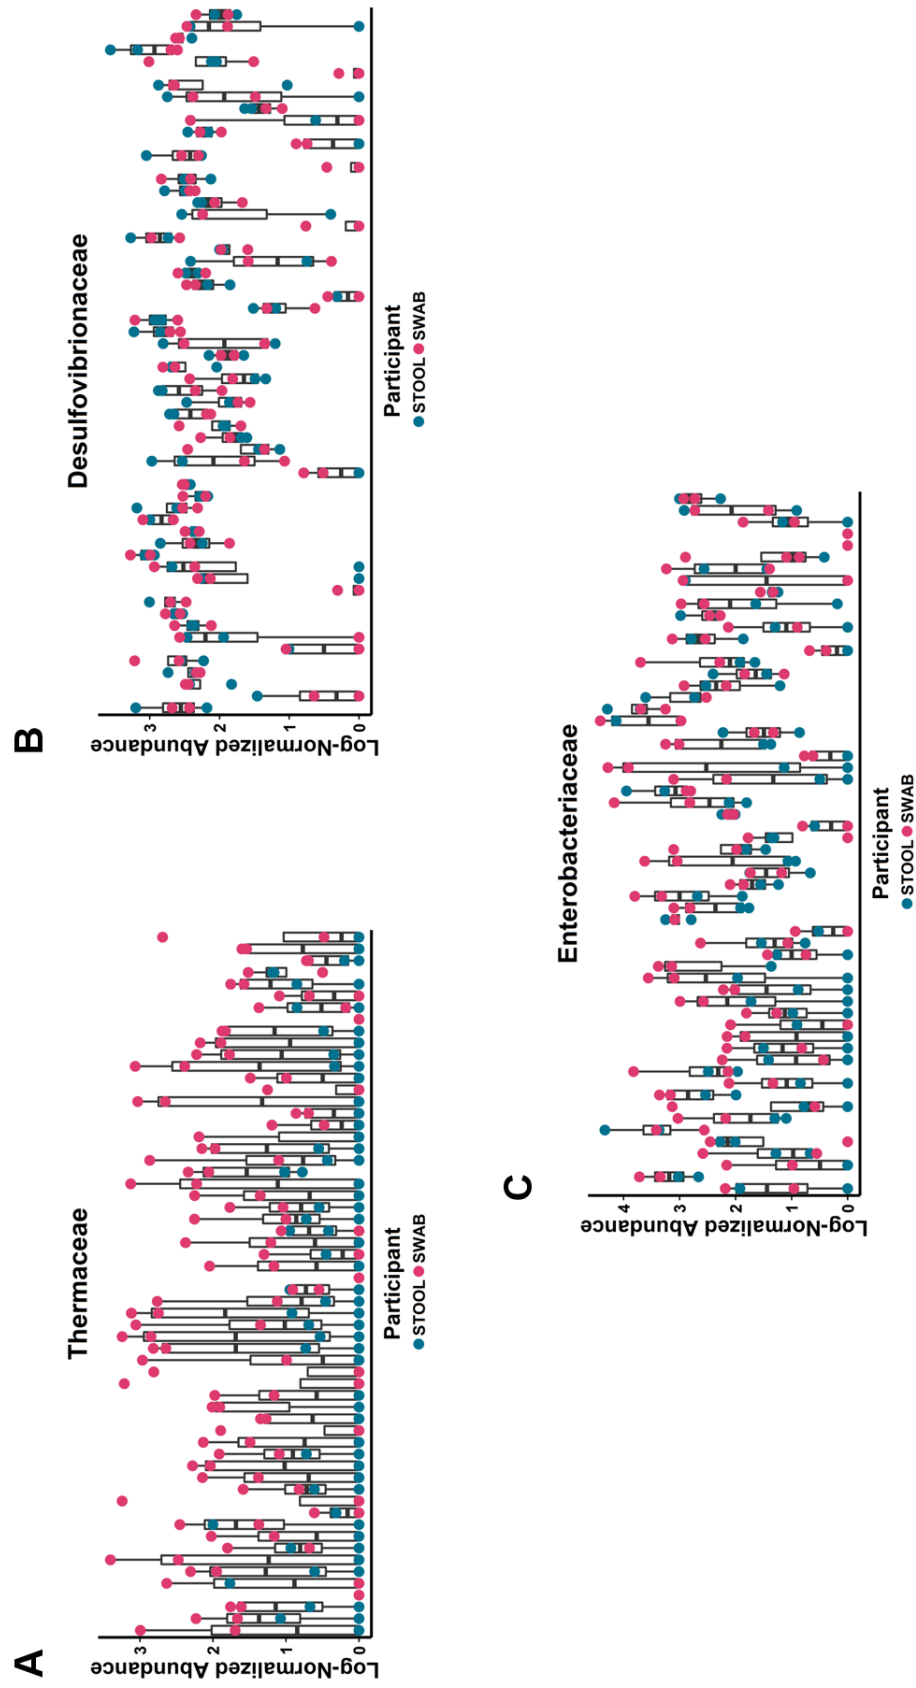 A
Thermaceae
Log-Normalized Abundance
3
2
1
0
Participant
STOOL SWAB
B
Desulfovibrionaceae
Log-Normalized Abundance
3
2
1
0
Participant
STOOL SWAB
C
Enterobacteriaceae
Log-Normalized Abundance
4
3
2
1
0
Participant
STOOL SWAB